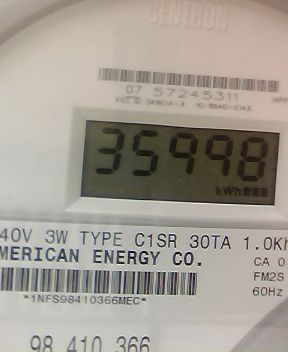 CENTRON
07 57245311
35998
kWh
40V 3W TYPE C1SR 30TA 1.0Kh
MERICAN ENERGY CO.
CA 0
FM2S
60Hz
*1NFS98410366MEC*
98 410 366